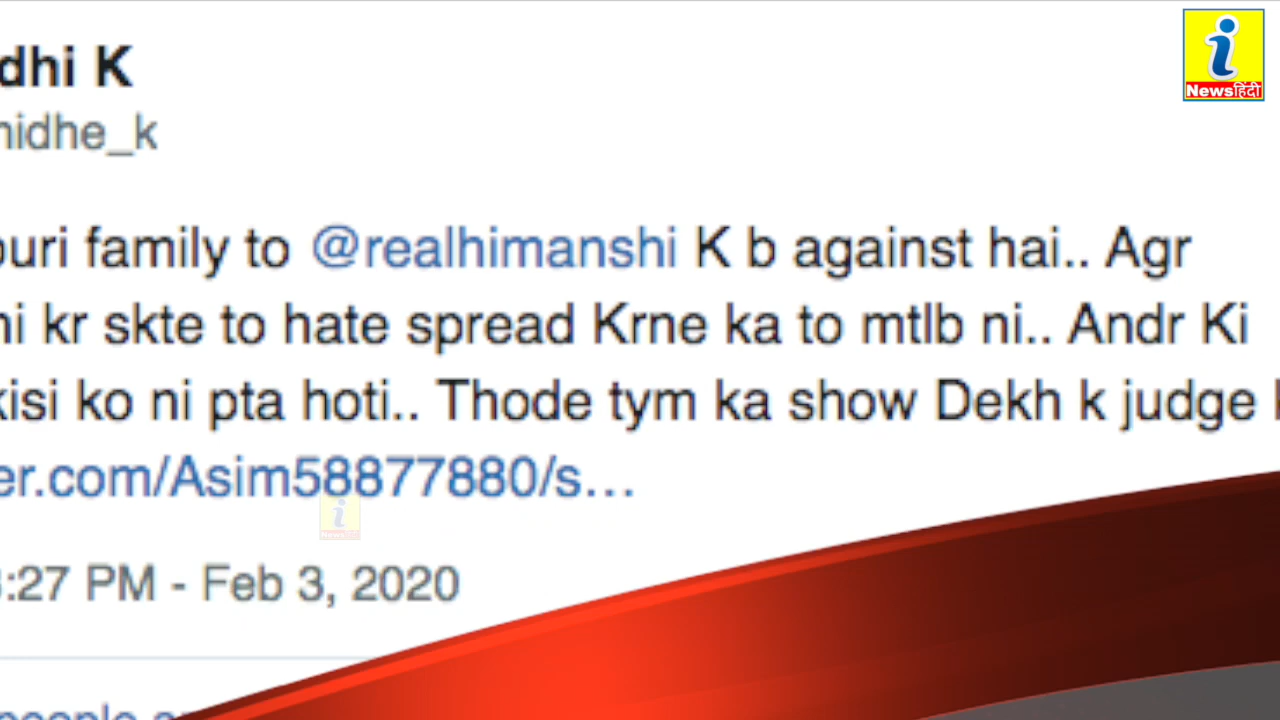 dhi K
nidhe_k
ouri family to @realhimanshi K b against hai.. Agr
ni kr skte to hate spread Krne ka to mtlb ni.. Andr Ki
kisi ko ni pta hoti.. Thode tym ka show Dekh k judge
er.com/Asim58877880/s...
:27 PM - Feb 3, 2020
i
Newsहिंदी